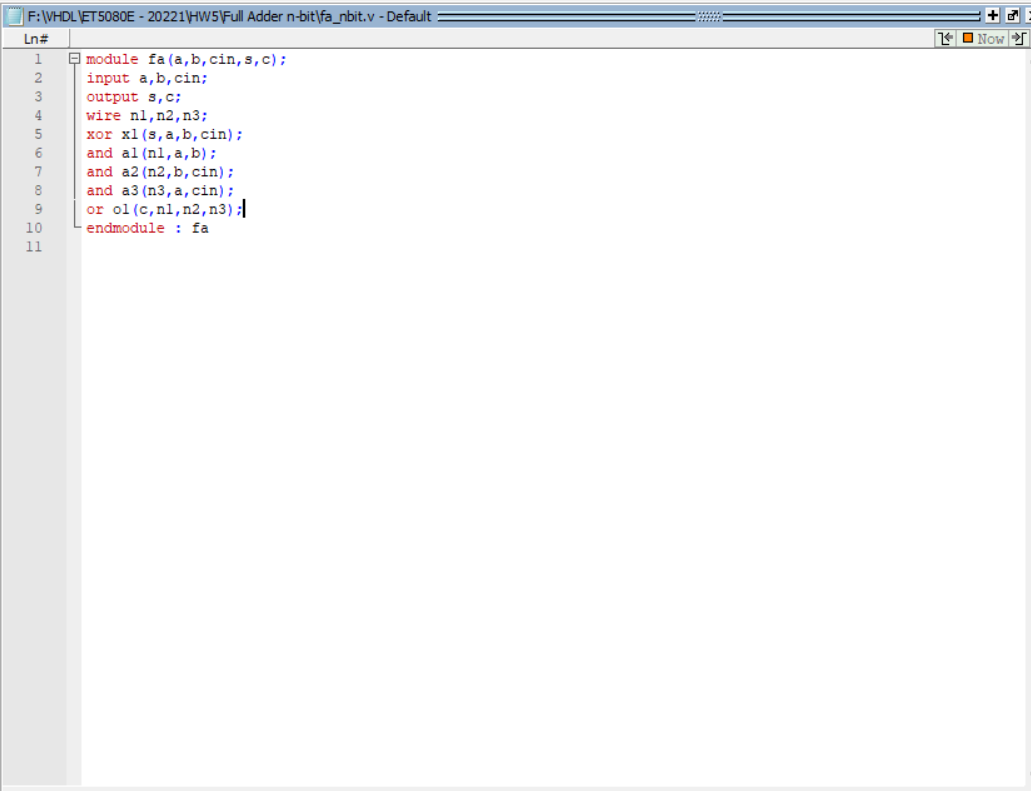 F:\VHDL\ET5080E - 20221\HW5\Full Adder n-bit\fa_nbit.v - Default
Ln#
Now
1 module fa(a,b,cin,s,c);
2 input a,b,cin;
3 output s,c;
4 wire n1,n2,n3;
5 xor x1(s,a,b,cin);
6 and a1(n1,a,b);
7 and a2(n2,b,cin);
8 and a3(n3,a,cin);
9 or o1(c,n1,n2,n3);
10 endmodule : fa
11